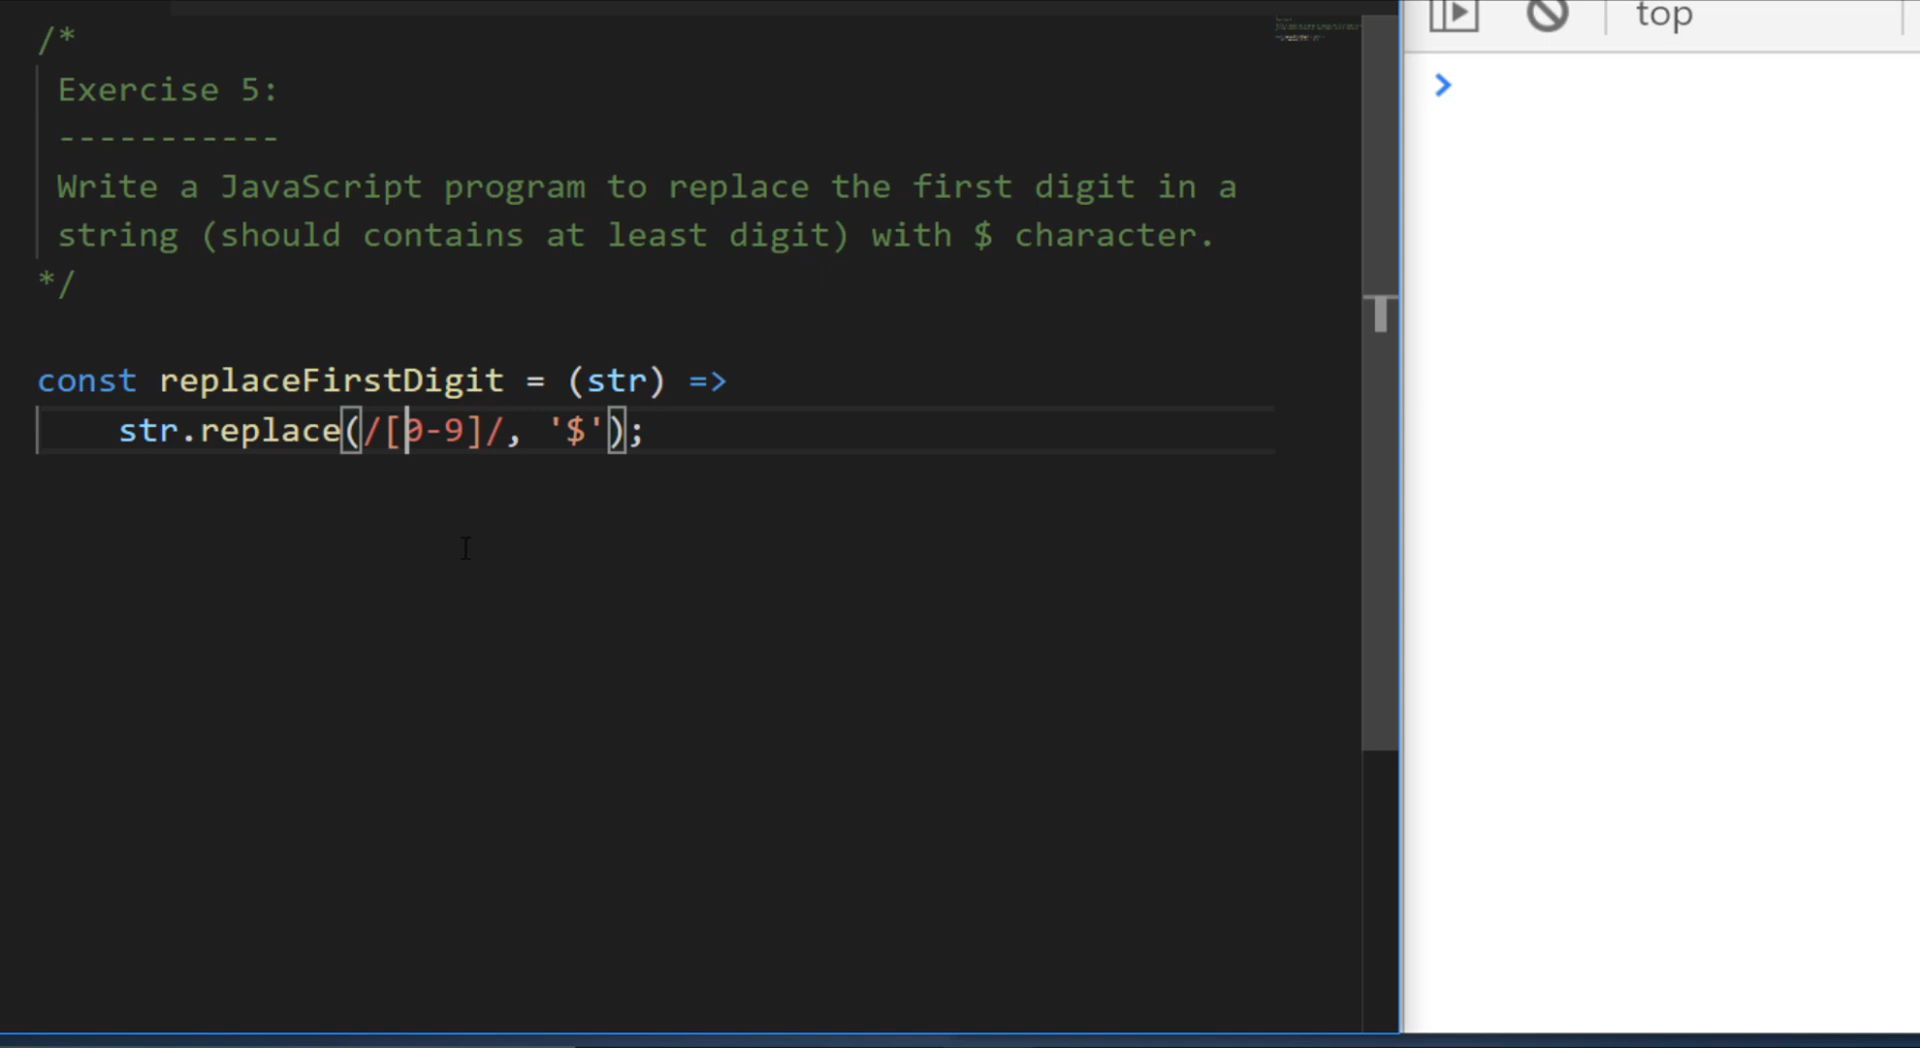 /*
Exercise 5:
-----------
Write a JavaScript program to replace the first digit in a
string (should contains at least digit) with $ character.
*/
const replaceFirstDigit = (str) =>
str.replace(/[0-9]/, '$');
top
>